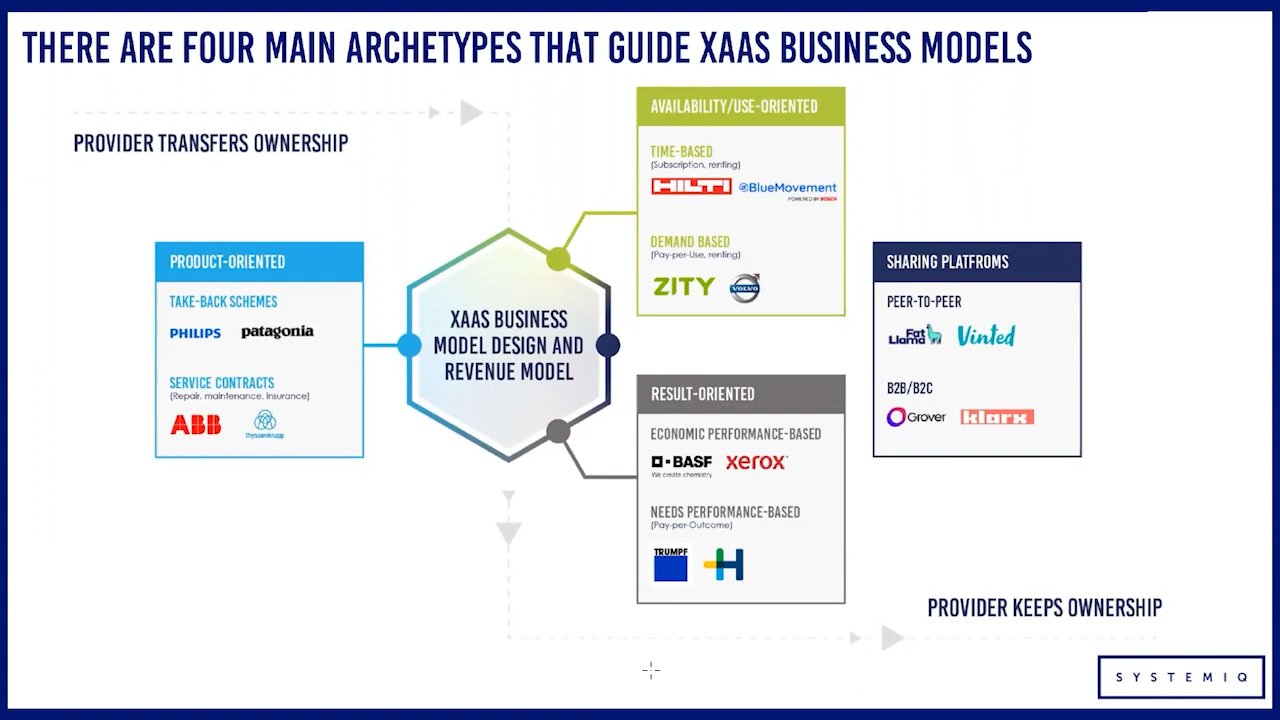 THERE ARE FOUR MAIN ARCHETYPES THAT GUIDE XAAS BUSINESS MODELS
PROVIDER TRANSFERS OWNERSHIP
PRODUCT-ORIENTED
TAKE-BACK SCHEMES
PHILIPS patagonia
SERVICE CONTRACTS
(Repair, maintenance, insurance)
ABB thyssenkrupp
XAAS BUSINESS
MODEL DESIGN AND
REVENUE MODEL
AVAILABILITY/USE-ORIENTED
TIME-BASED
(Subscription, renting)
HILTI BlueMovement
POWERED BY BOSCH
DEMAND BASED
(Pay-per-Use, renting)
ZITY VOLVO
RESULT-ORIENTED
ECONOMIC PERFORMANCE-BASED
BASF xerox
We create chemistry
NEEDS PERFORMANCE-BASED
(Pay-per-Outcome)
TRUMPF H
SHARING PLATFROMS
PEER-TO-PEER
Fat
Llama Vinted
B2B/B2C
Grover klarx
PROVIDER KEEPS OWNERSHIP
SYSTEMIQ